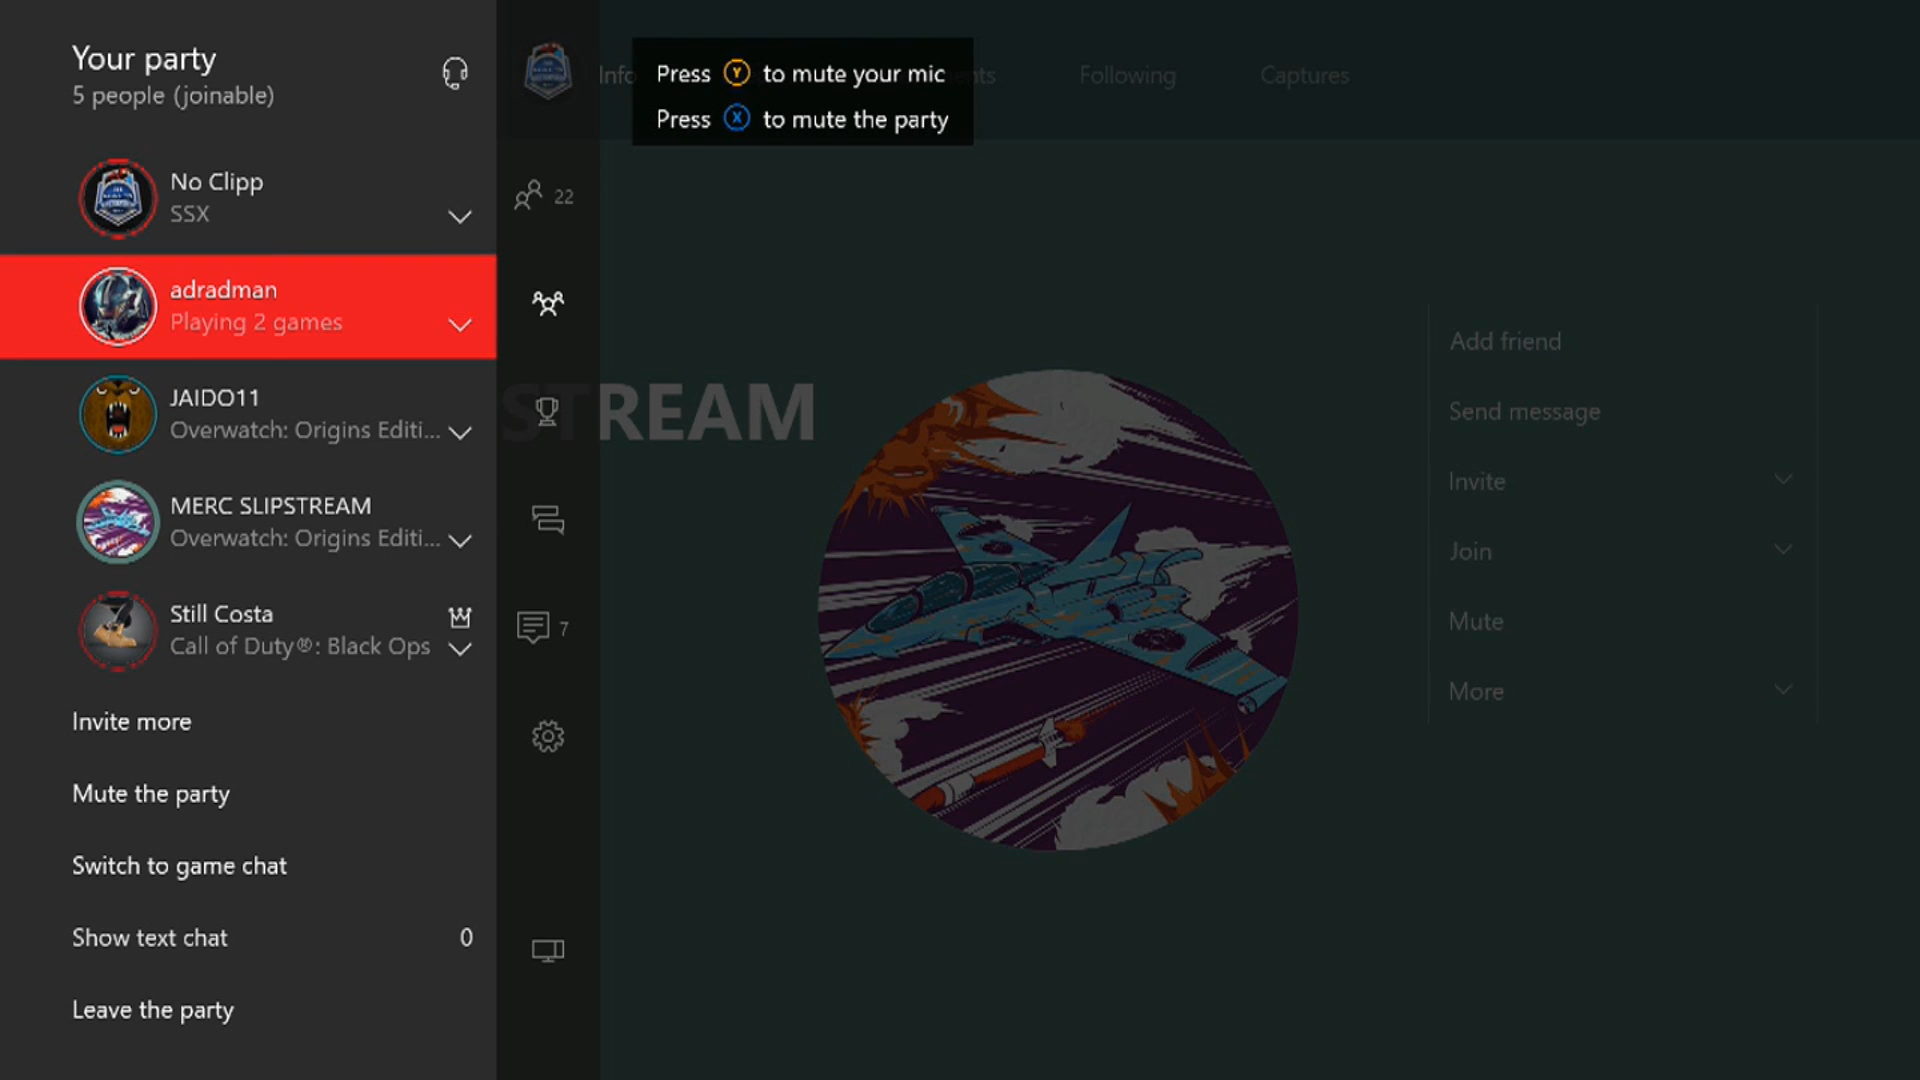 Your party
5 people (joinable)
No Clipp
SSX
adradman
Playing 2 games
JAIDO11
Overwatch: Origins Editi...
MERC SLIPSTREAM
Overwatch: Origins Editi...
Still Costa
Call of Duty®: Black Ops
Invite more
Mute the party
Switch to game chat
Show text chat 0
Leave the party
22
7
Press Y to mute your mic
Press X to mute the party
Info
ents
Following
Captures
STREAM
Add friend
Send message
Invite
Join
Mute
More